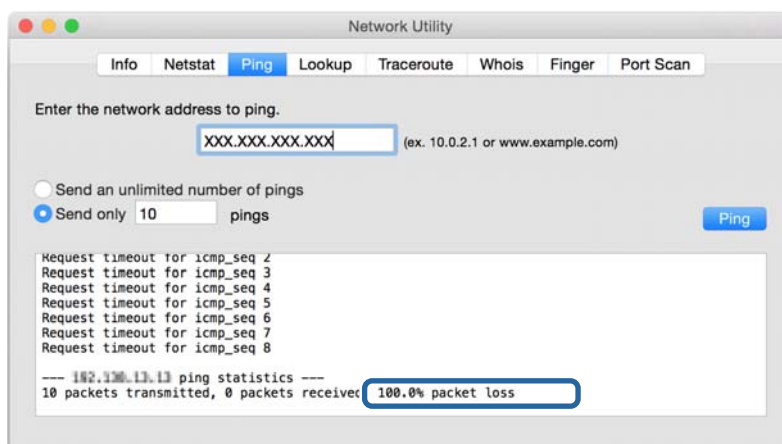 Network Utility
Info Netstat Ping Lookup Traceroute Whois Finger Port Scan
Enter the network address to ping.
XXX.XXX.XXX.XXX (ex. 10.0.2.1 or www.example.com)
Send an unlimited number of pings
Send only 10 pings
Ping
Request timeout for icmp_seq 2
Request timeout for icmp_seq 3
Request timeout for icmp_seq 4
Request timeout for icmp_seq 5
Request timeout for icmp_seq 6
Request timeout for icmp_seq 7
Request timeout for icmp_seq 8
--- ping statistics ---
10 packets transmitted, 0 packets received 100.0% packet loss